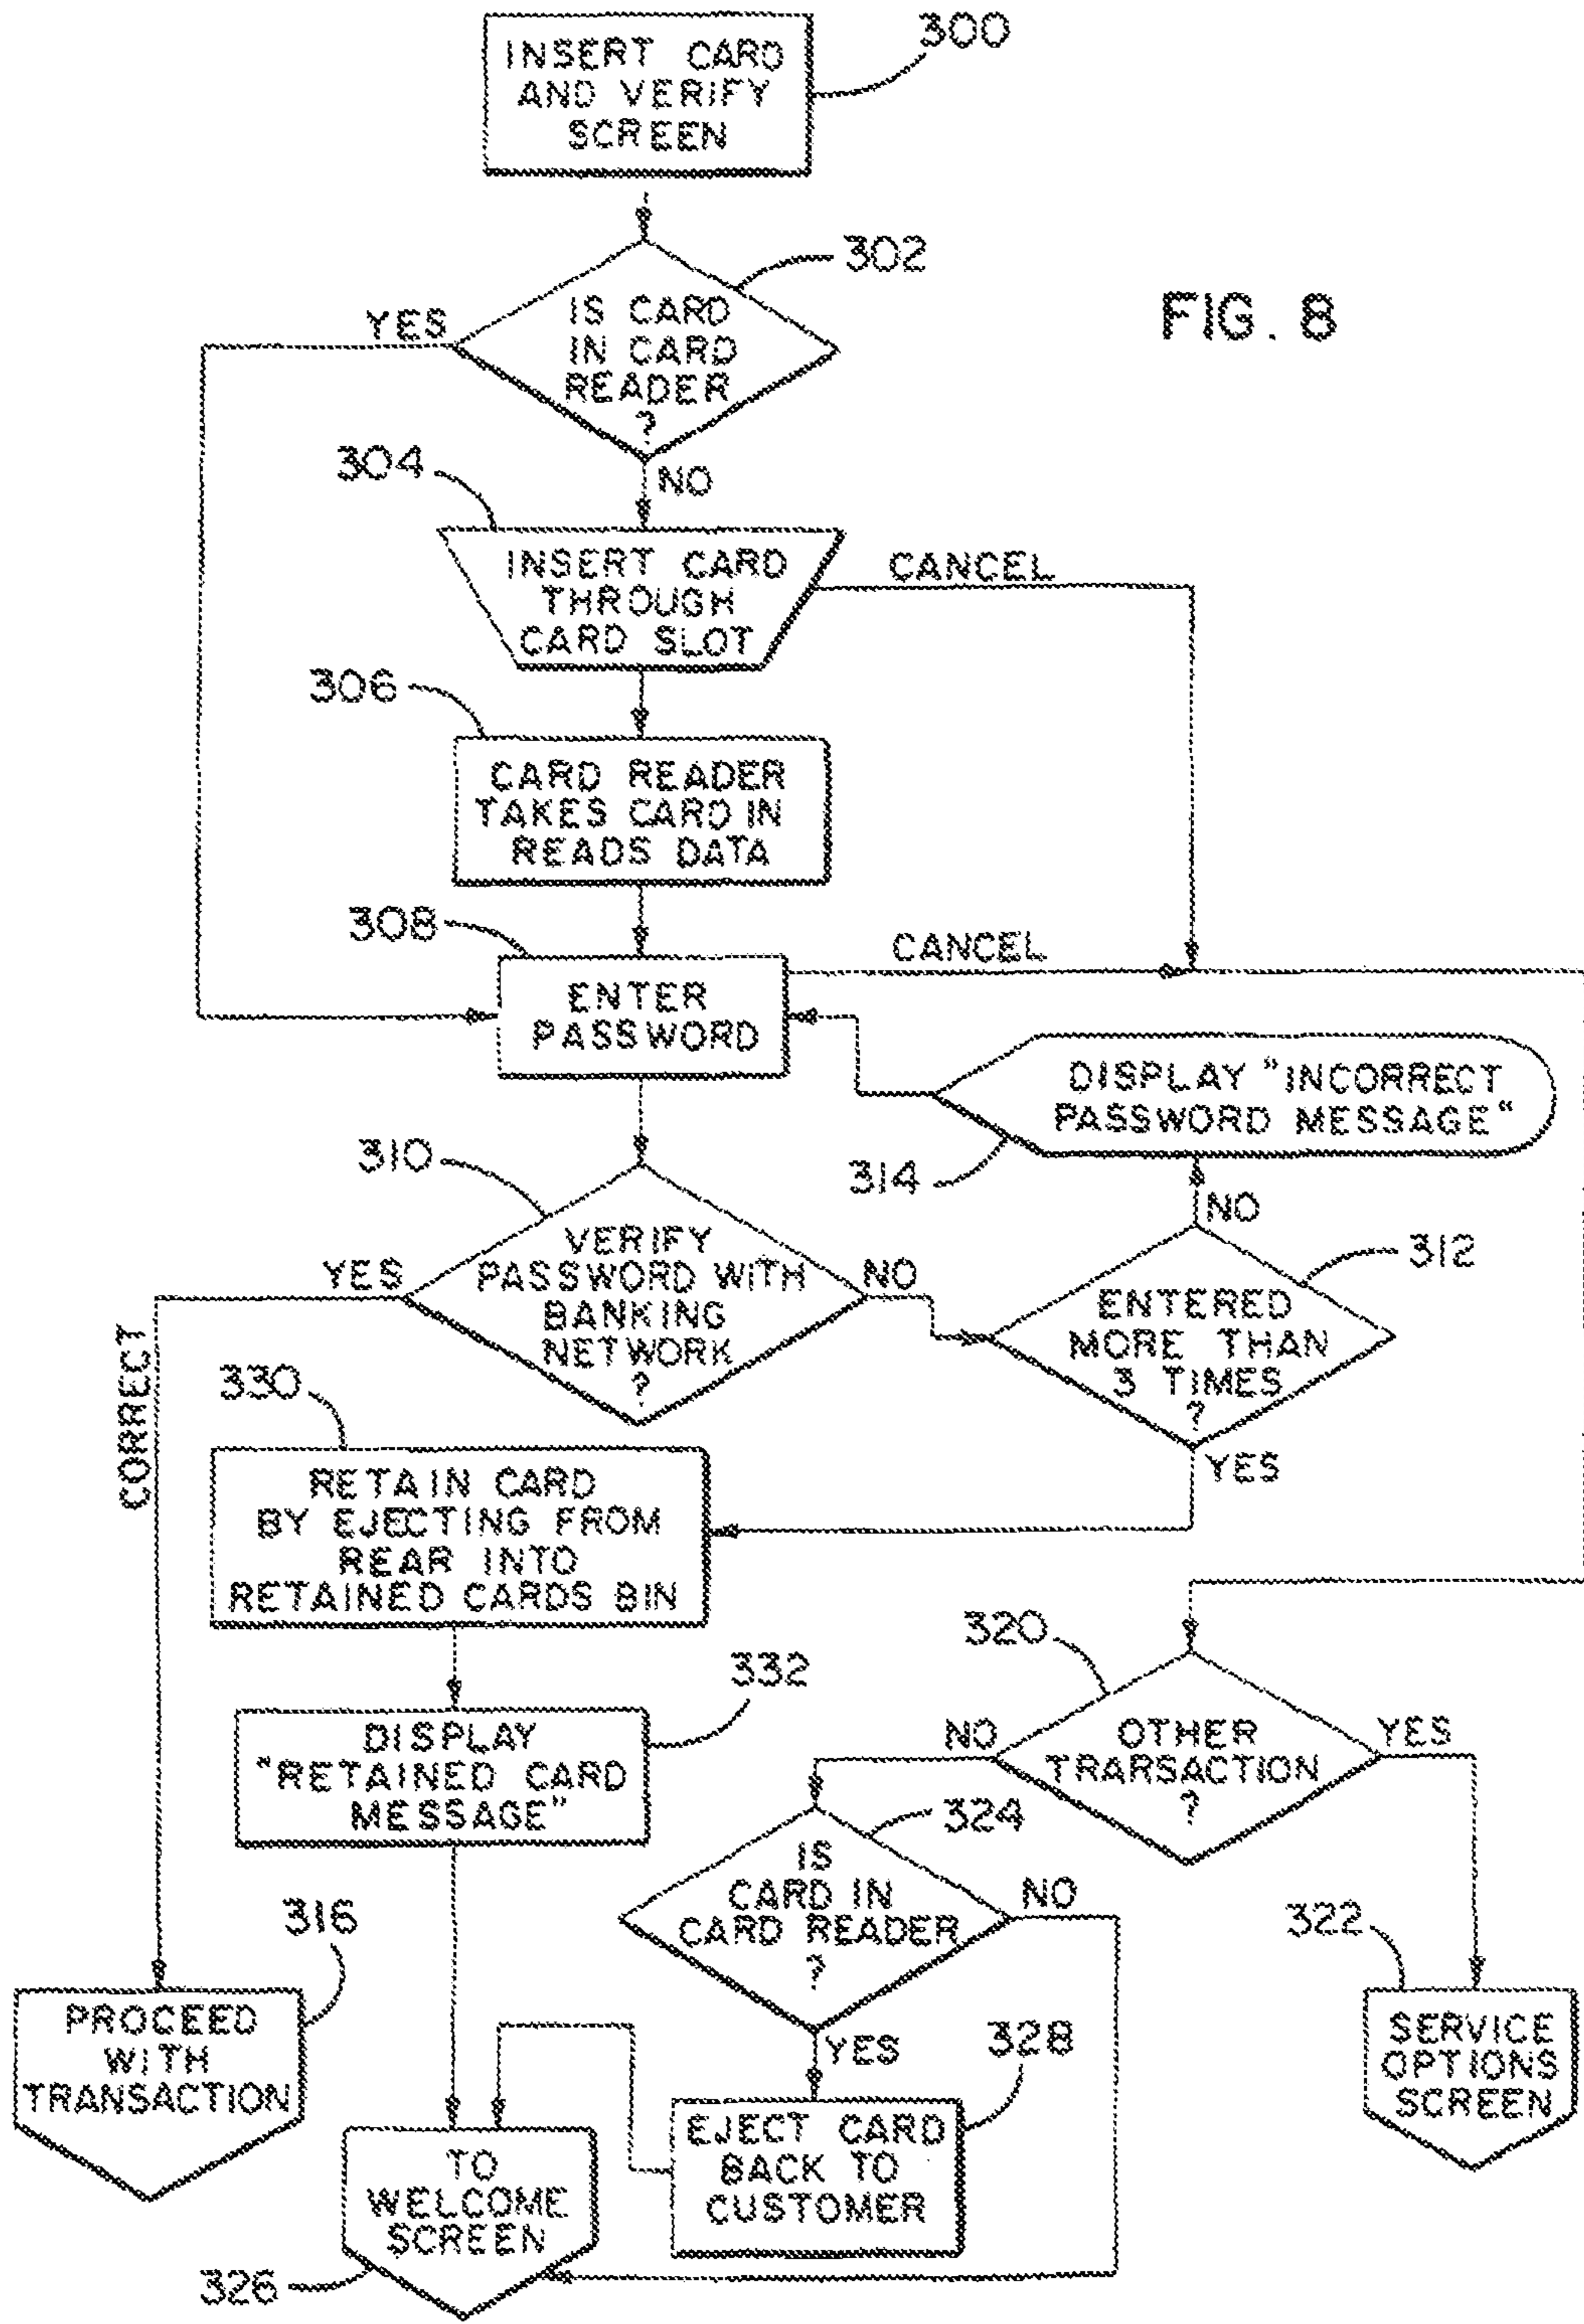 300
INSERT CARD
AND VERIFY
SCREEN
302
FIG. 8
YES
IS CARD
IN CARD
READER
?
304
NO
INSERT CARD
THROUGH
CARD SLOT
CANCEL
306
CARD READER
TAKES CARD IN
READS DATA
308
CANCEL
ENTER
PASSWORD
DISPLAY "INCORRECT
PASSWORD MESSAGE"
314
310
NO
312
VERIFY
PASSWORD WITH
BANKING
NETWORK
?
YES
NO
ENTERED
MORE THAN
3 TIMES
?
CORRECT
330
YES
RETAIN CARD
BY EJECTING FROM
REAR INTO
RETAINED CARDS BIN
320
332
DISPLAY
"RETAINED CARD
MESSAGE"
NO
OTHER
TRARSACTION
?
YES
324
IS
CARD IN
CARD READER
?
NO
316
322
PROCEED
WITH
TRANSACTION
YES
328
SERVICE
OPTIONS
SCREEN
EJECT CARD
BACK TO
CUSTOMER
TO
WELCOME
SCREEN
326